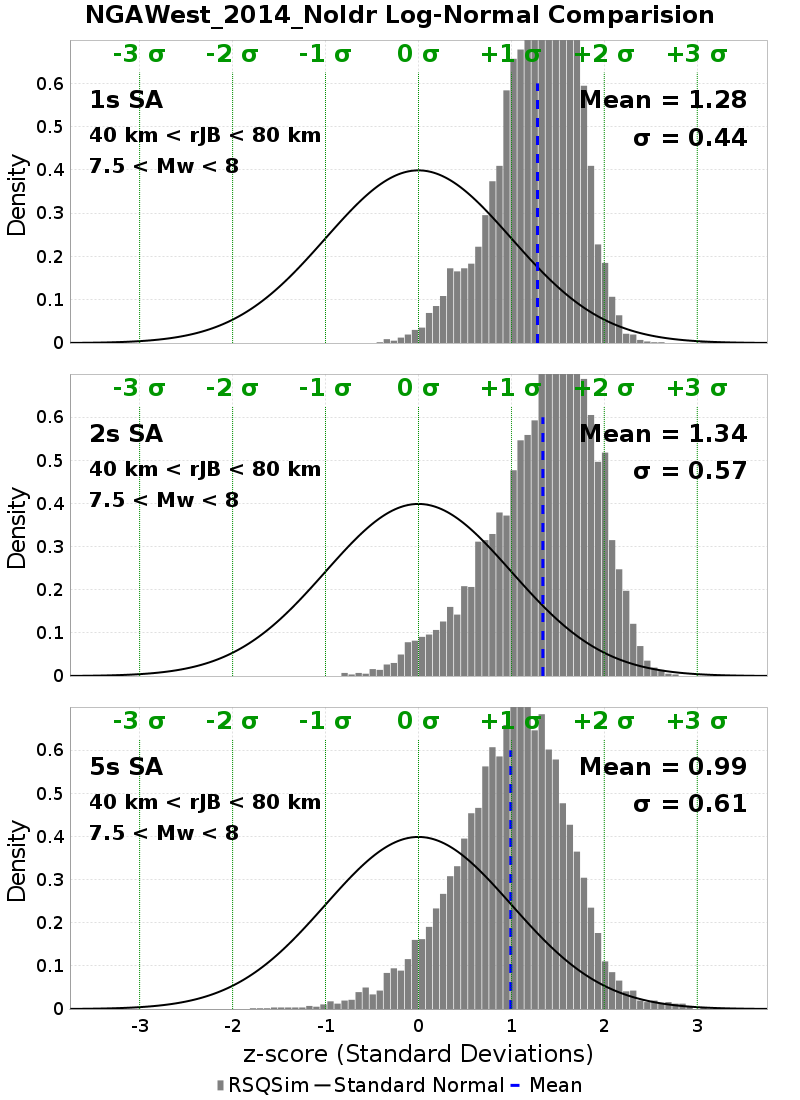 NGAWest_2014_NoIdr Log-Normal Comparision
-3 σ -2 σ -1 σ 0 σ +1 σ +2 σ +3 σ
0.6
1s SA
Mean = 1.28
0.5
40 km < rJB < 80 km
σ = 0.44
7.5 < Mw < 8
0.4
Density
0.3
0.2
0.1
0
-3 σ -2 σ -1 σ 0 σ +1 σ +2 σ +3 σ
0.6
2s SA
Mean = 1.34
0.5
40 km < rJB < 80 km
σ = 0.57
7.5 < Mw < 8
0.4
Density
0.3
0.2
0.1
0
-3 σ -2 σ -1 σ 0 σ +1 σ +2 σ +3 σ
0.6
5s SA
Mean = 0.99
0.5
40 km < rJB < 80 km
σ = 0.61
7.5 < Mw < 8
0.4
Density
0.3
0.2
0.1
0
-3 -2 -1 0 1 2 3
z-score (Standard Deviations)
RSQSim Standard Normal Mean